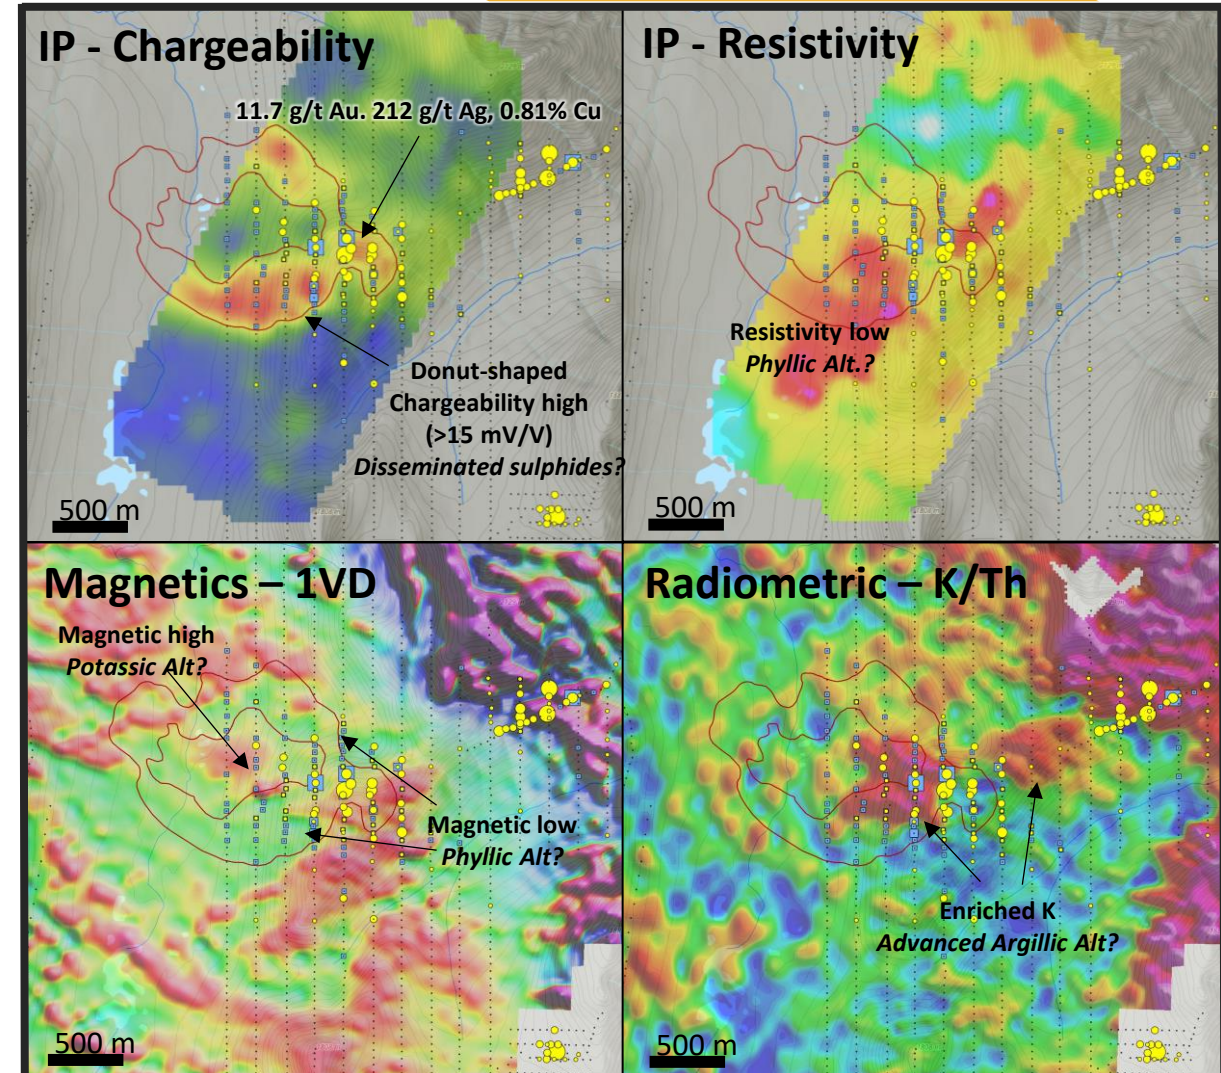 IP - Chargeability
11.7 g/t Au. 212 g/t Ag, 0.81% Cu
Donut-shaped
Chargeability high
(>15 mV/V)
Disseminated sulphides?
500 m
IP - Resistivity
Resistivity low
Phyllic Alt.?
500 m
Magnetics – 1VD
Magnetic high
Potassic Alt?
Magnetic low
Phyllic Alt?
500 m
Radiometric – K/Th
Enriched K
Advanced Argillic Alt?
500 m